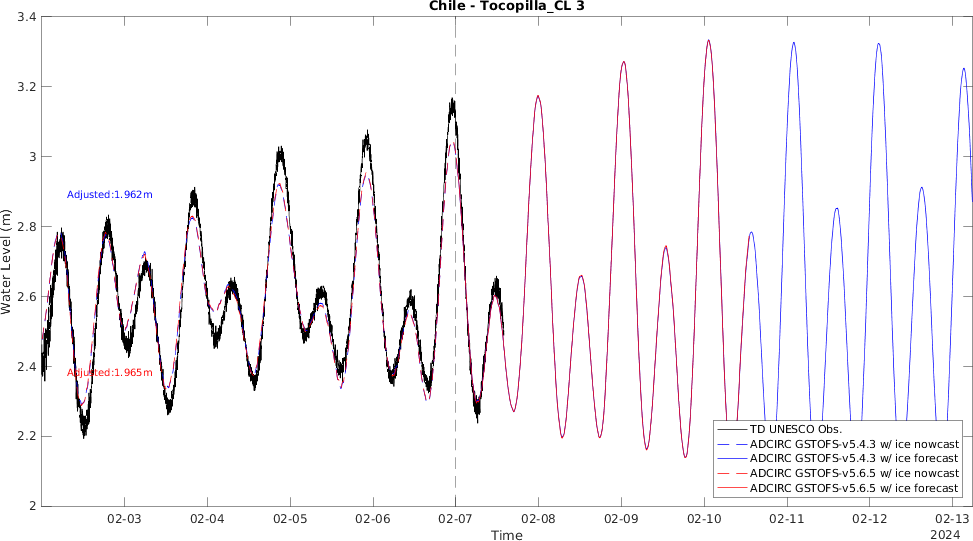 Chile - Tocopilla_CL 3
3.4
3.2
3
2.8
2.6
2.4
2.2
2
Water Level (m)
Adjusted:1.962m
Adjusted:1.965m
TD UNESCO Obs.
ADCIRC GSTOFS-v5.4.3 w/ ice nowcast
ADCIRC GSTOFS-v5.4.3 w/ ice forecast
ADCIRC GSTOFS-v5.6.5 w/ ice nowcast
ADCIRC GSTOFS-v5.6.5 w/ ice forecast
02-03 02-04 02-05 02-06 02-07 02-08 02-09 02-10 02-11 02-12 02-13
Time
2024